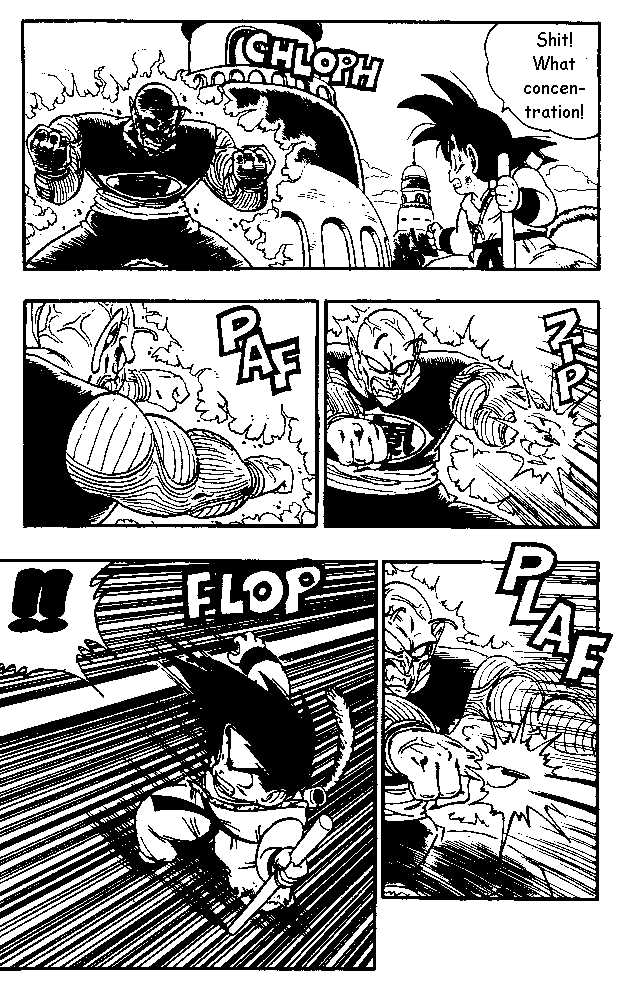 CHLOPH
Shit!
What
concen-
tration!
PAF
ZIP
!!
FLOP
PLAF